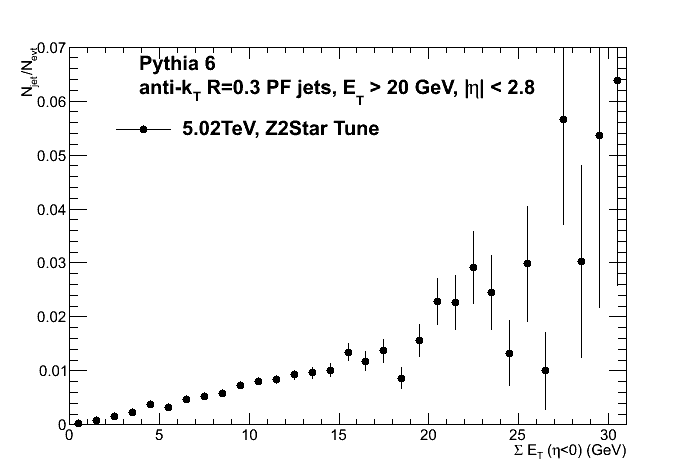 N_jet/N_evt
0.07
0.06
0.05
0.04
0.03
0.02
0.01
0
Pythia 6
anti-k_T R=0.3 PF jets, E_T > 20 GeV, |η| < 2.8
5.02TeV, Z2Star Tune
0 5 10 15 20 25 30
Σ E_T (η<0) (GeV)